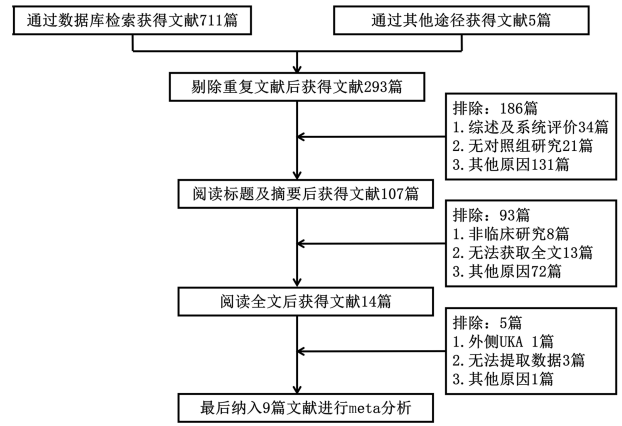 通过数据库检索获得文献711篇
通过其他途径获得文献5篇
剔除重复文献后获得文献293篇
排除：186篇
1.综述及系统评价34篇
2.无对照组研究21篇
3.其他原因131篇
阅读标题及摘要后获得文献107篇
排除：93篇
1.非临床研究8篇
2.无法获取全文13篇
3.其他原因72篇
阅读全文后获得文献14篇
排除：5篇
1.外侧UKA 1篇
2.无法提取数据3篇
3.其他原因1篇
最后纳入9篇文献进行meta分析